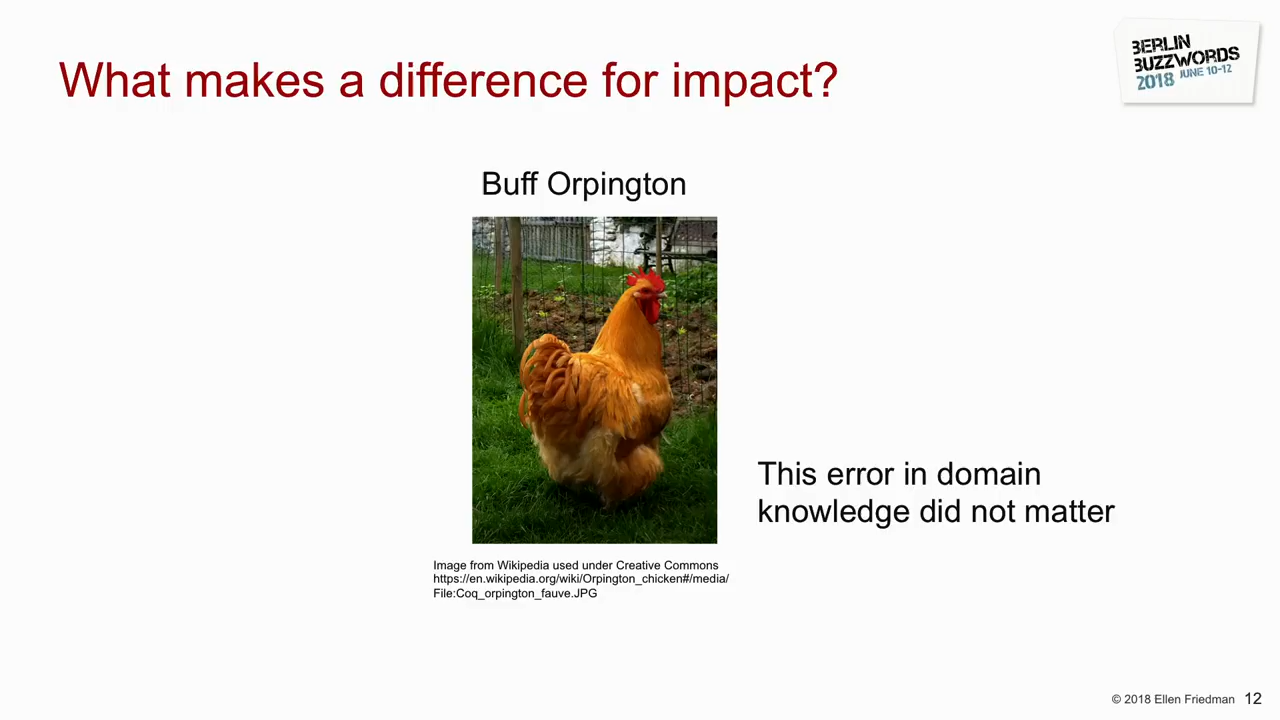 What makes a difference for impact?
BERLIN
BUZZWORDS
2018 JUNE 10-12
Buff Orpington
This error in domain
knowledge did not matter
Image from Wikipedia used under Creative Commons
https://en.wikipedia.org/wiki/Orpington_chicken#/media/
File:Coq_orpington_fauve.JPG
© 2018 Ellen Friedman 12